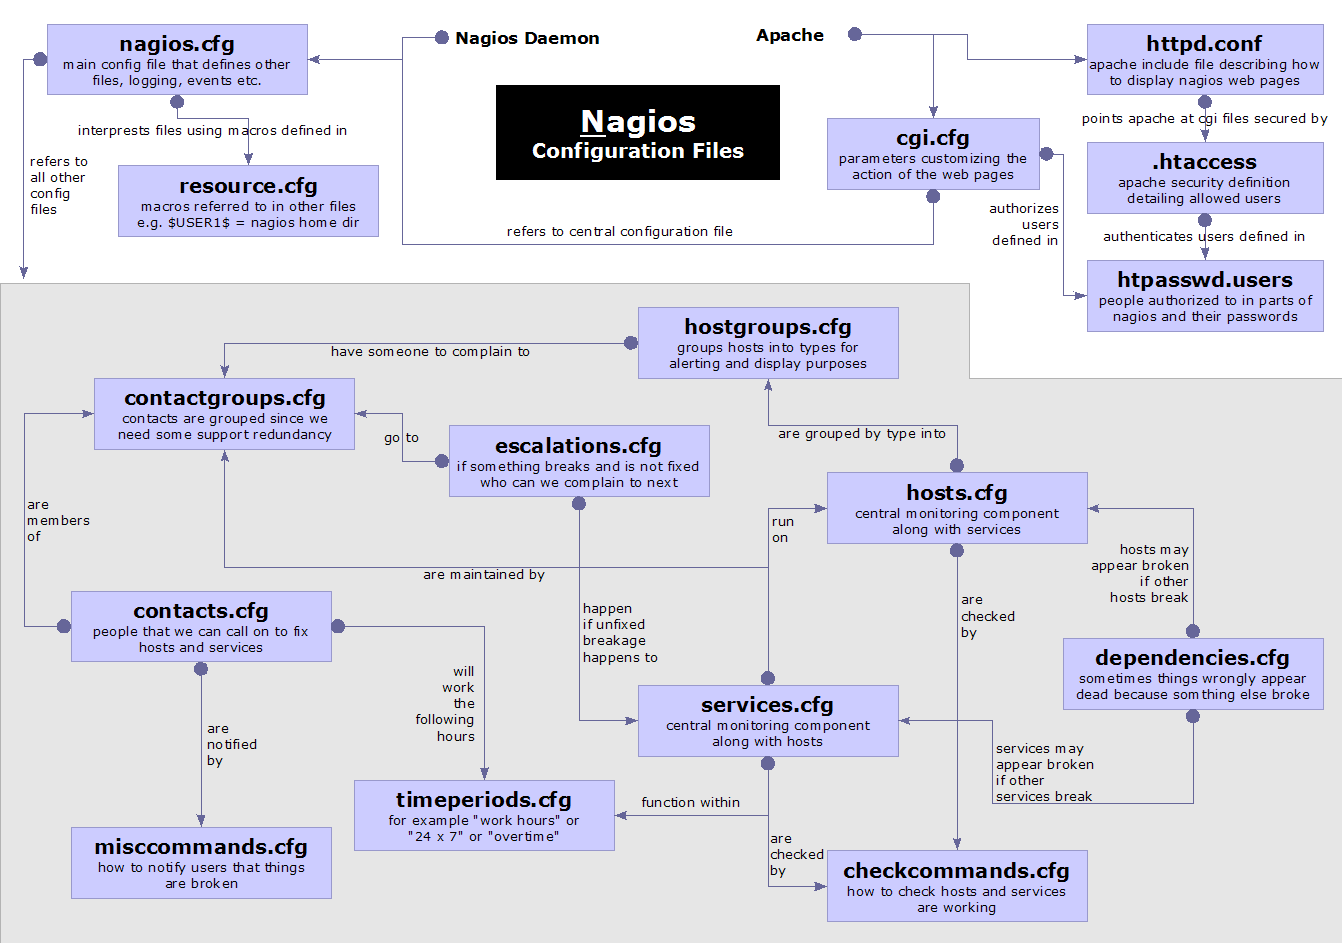 nagios.cfg
main config file that defines other
files, logging, events etc.
Nagios Daemon
Apache
httpd.conf
apache include file describing how
to display nagios web pages
Nagios
Configuration Files
interprests files using macros defined in
points apache at cgi files secured by
cgi.cfg
parameters customizing the
action of the web pages
.htaccess
apache security definition
detailing allowed users
refers to
all other
config
files
resource.cfg
macros referred to in other files
e.g. $USER1$ = nagios home dir
refers to central configuration file
authorizes
users
defined in
authenticates users defined in
htpasswd.users
people authorized to in parts of
nagios and their passwords
hostgroups.cfg
groups hosts into types for
alerting and display purposes
have someone to complain to
contactgroups.cfg
contacts are grouped since we
need some support redundancy
go to
escalations.cfg
if something breaks and is not fixed
who can we complain to next
are grouped by type into
hosts.cfg
central monitoring component
along with services
run
on
are
members
of
are maintained by
hosts may
appear broken
if other
hosts break
contacts.cfg
people that we can call on to fix
hosts and services
happen
if unfixed
breakage
happens to
are
checked
by
dependencies.cfg
sometimes things wrongly appear
dead because somthing else broke
will
work
the
following
hours
services.cfg
central monitoring component
along with hosts
are
notified
by
services may
appear broken
if other
services break
timeperiods.cfg
for example "work hours" or
"24 x 7" or "overtime"
function within
misccommands.cfg
how to notify users that things
are broken
are
checked
by
checkcommands.cfg
how to check hosts and services
are working